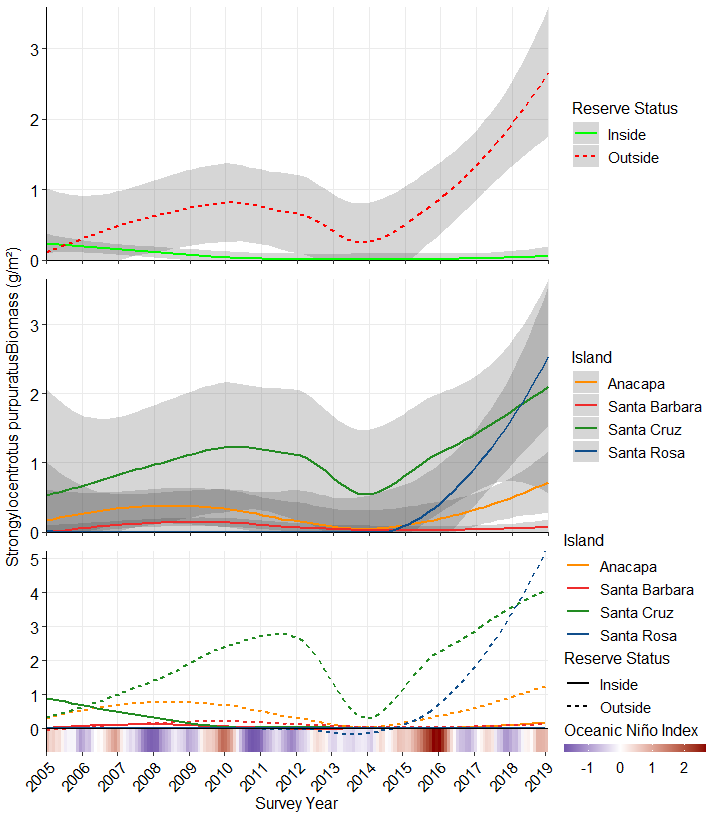 Strongylocentrotus purpuratusBiomass (g/m²)
3
2
1
0
Reserve Status
Inside
Outside
3
2
1
0
Island
Anacapa
Santa Barbara
Santa Cruz
Santa Rosa
5
4
3
2
1
0
Island
Anacapa
Santa Barbara
Santa Cruz
Santa Rosa
Reserve Status
Inside
Outside
Oceanic Niño Index
-1 0 1 2
2005 2006 2007 2008 2009 2010 2011 2012 2013 2014 2015 2016 2017 2018 2019
Survey Year